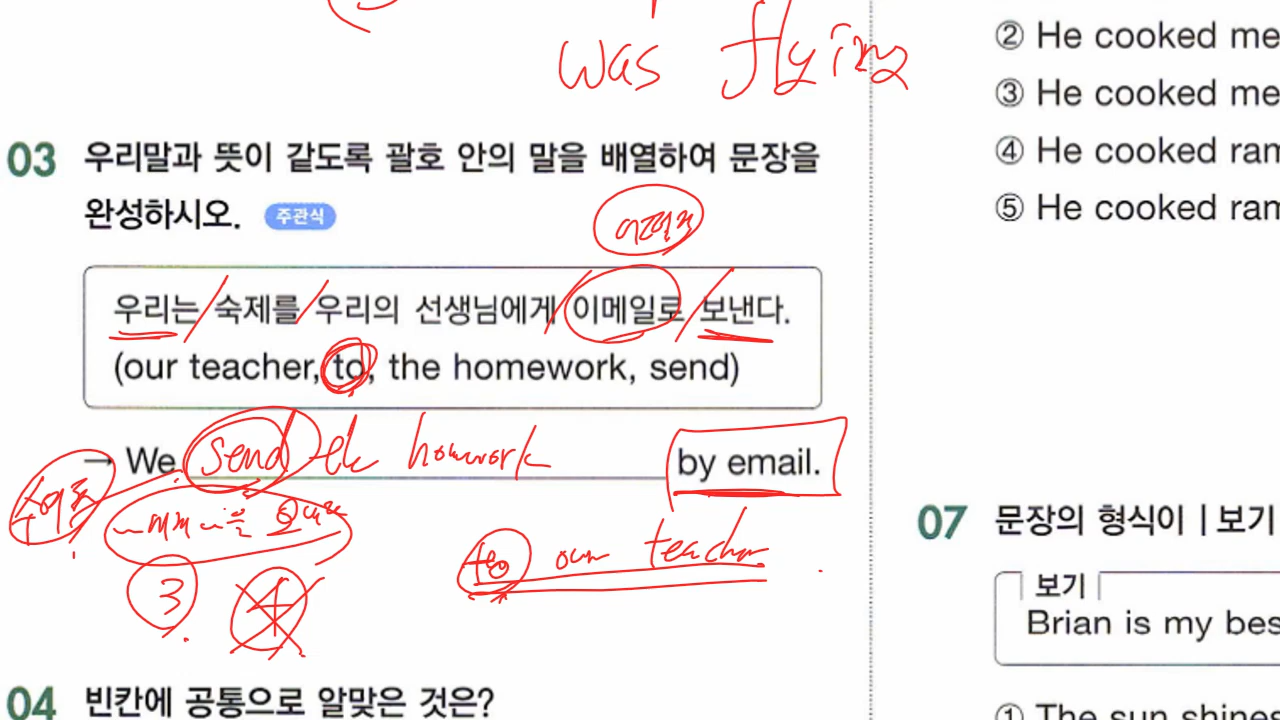 was flying
03 우리말과 뜻이 같도록 괄호 안의 말을 배열하여 문장을
완성하시오. 주관식
우리는 숙제를 우리의 선생님에게 이메일로 보낸다.
(our teacher, to, the homework, send)
→ We send the homework by email.
to our teacher
3 4
04 빈칸에 공통으로 알맞은 것은?
② He cooked me
③ He cooked me
④ He cooked ram
⑤ He cooked ram
07 문장의 형식이 | 보기
보기
Brian is my bes
① The sun shines